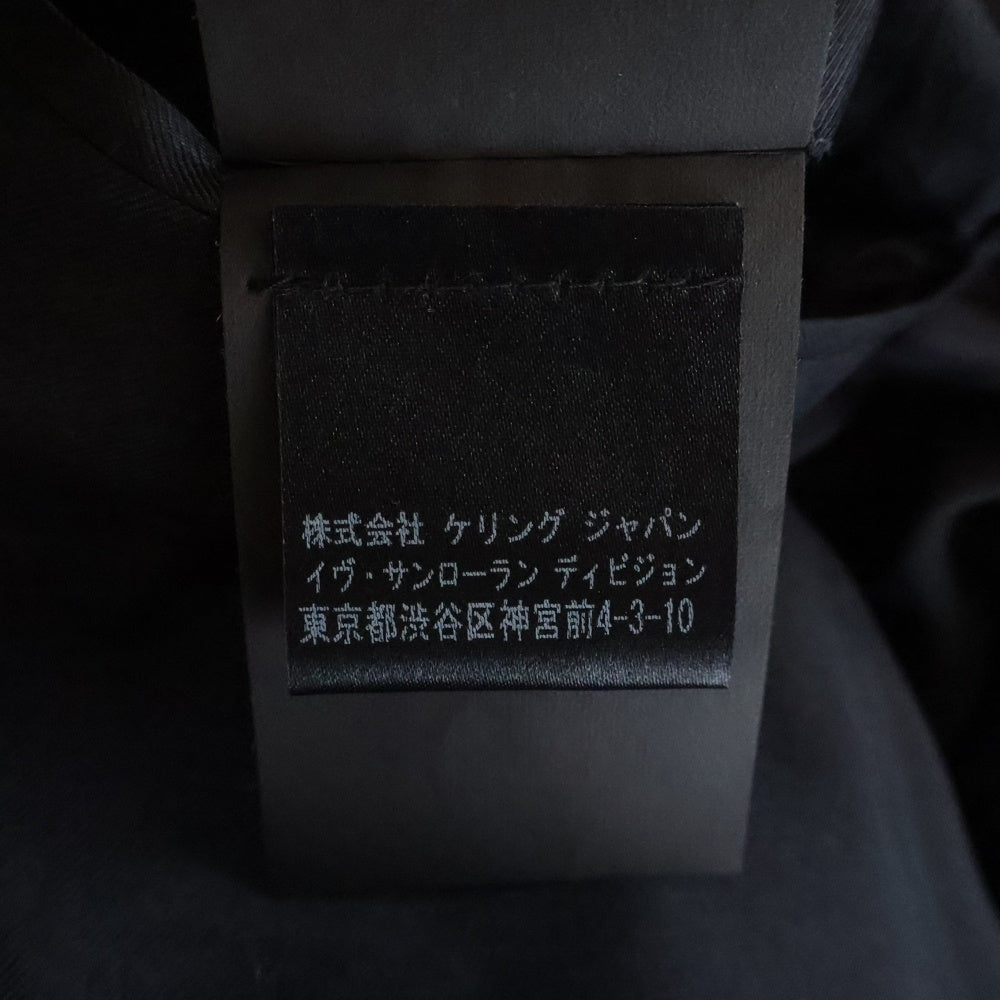 株式会社 ケリング ジャパン
イヴ・サンローラン ディビジョン
東京都渋谷区神宮前4-3-10